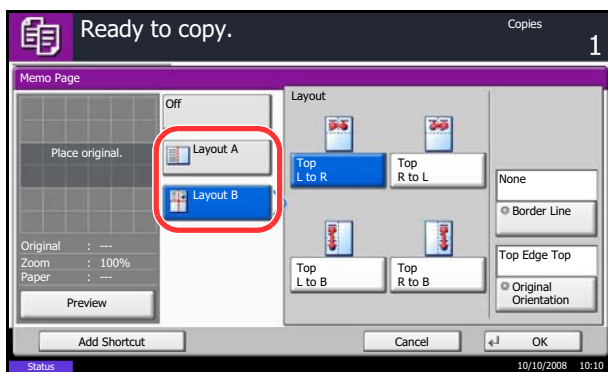 Ready to copy.
Copies
1
Memo Page
Place original.
Original : ---
Zoom : 100%
Paper : ---
Preview
Off
Layout A
Layout B
Layout
Top
L to R
Top
R to L
Top
L to B
Top
R to B
None
Border Line
Top Edge Top
Original
Orientation
Add Shortcut
Cancel
OK
Status
10/10/2008 10:10